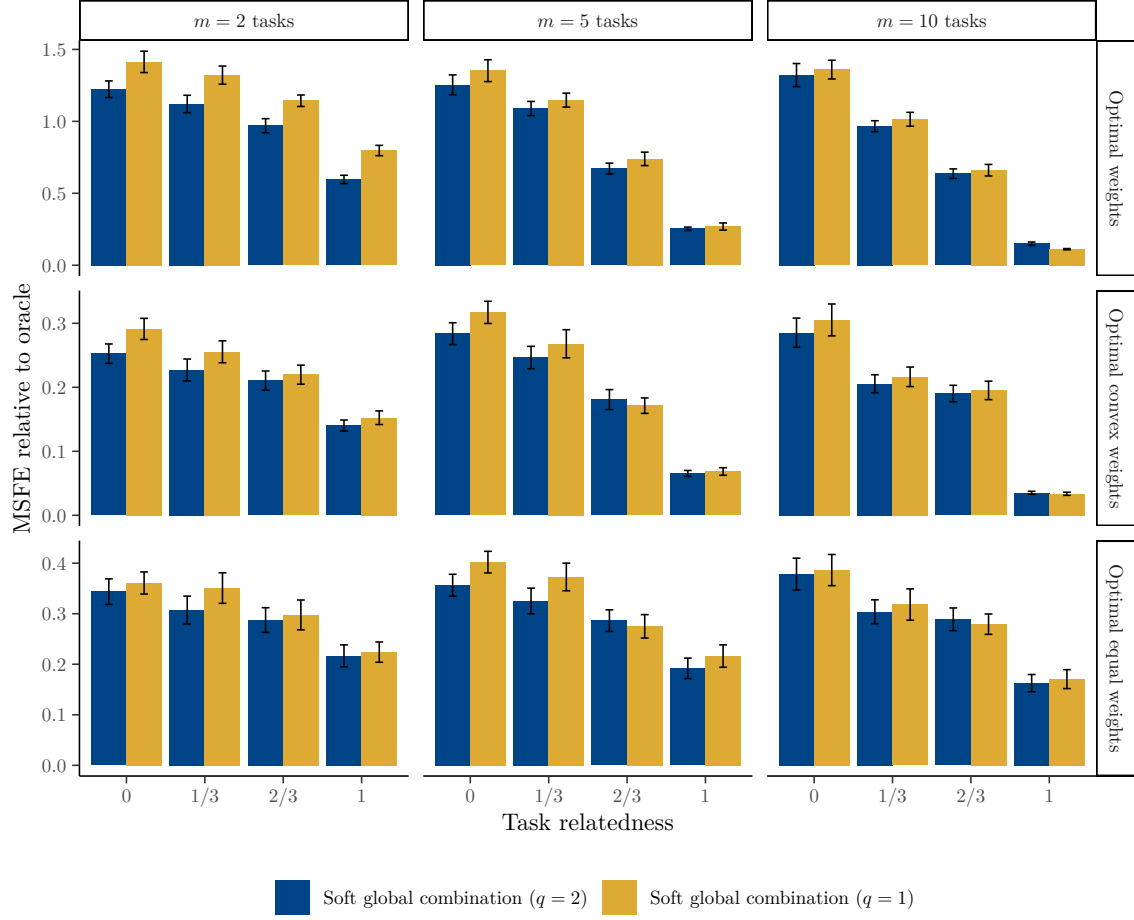 m = 2 tasks
m = 5 tasks
m = 10 tasks
MSFE relative to oracle
1.5
1.0
0.5
0.0
Optimal weights
0.3
0.2
0.1
0.0
Optimal convex weights
0.4
0.3
0.2
0.1
0.0
Optimal equal weights
0 1/3 2/3 1
0 1/3 2/3 1
0 1/3 2/3 1
Task relatedness
Soft global combination (q = 2)
Soft global combination (q = 1)